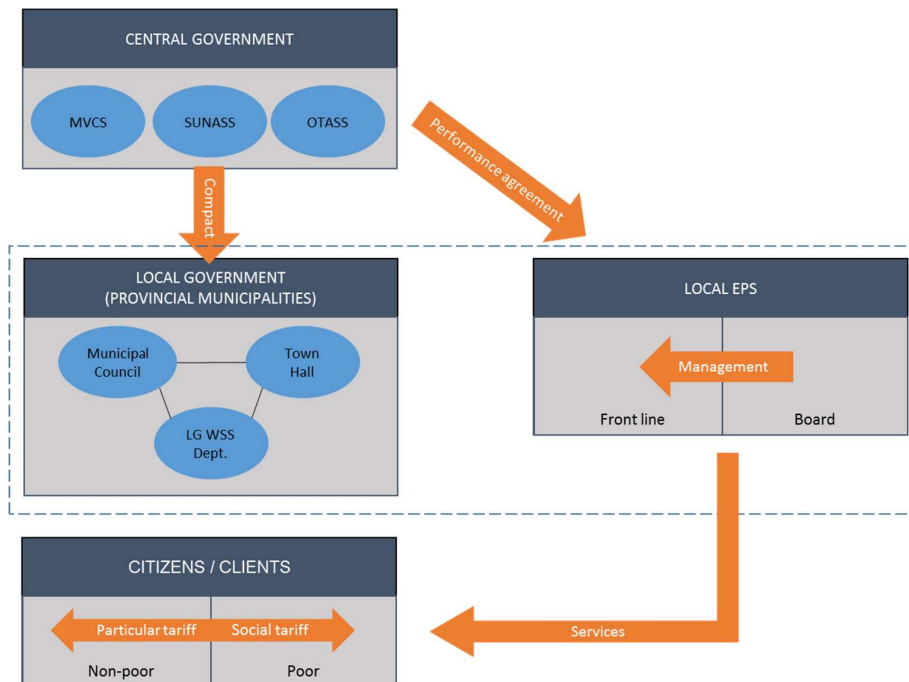 CENTRAL GOVERNMENT
MVCS
SUNASS
OTASS
Compact
Performance agreement
LOCAL GOVERNMENT
(PROVINCIAL MUNICIPALITIES)
Municipal
Council
Town
Hall
LG WSS
Dept.
LOCAL EPS
Management
Front line
Board
CITIZENS / CLIENTS
Particular tariff
Social tariff
Non-poor
Poor
Services